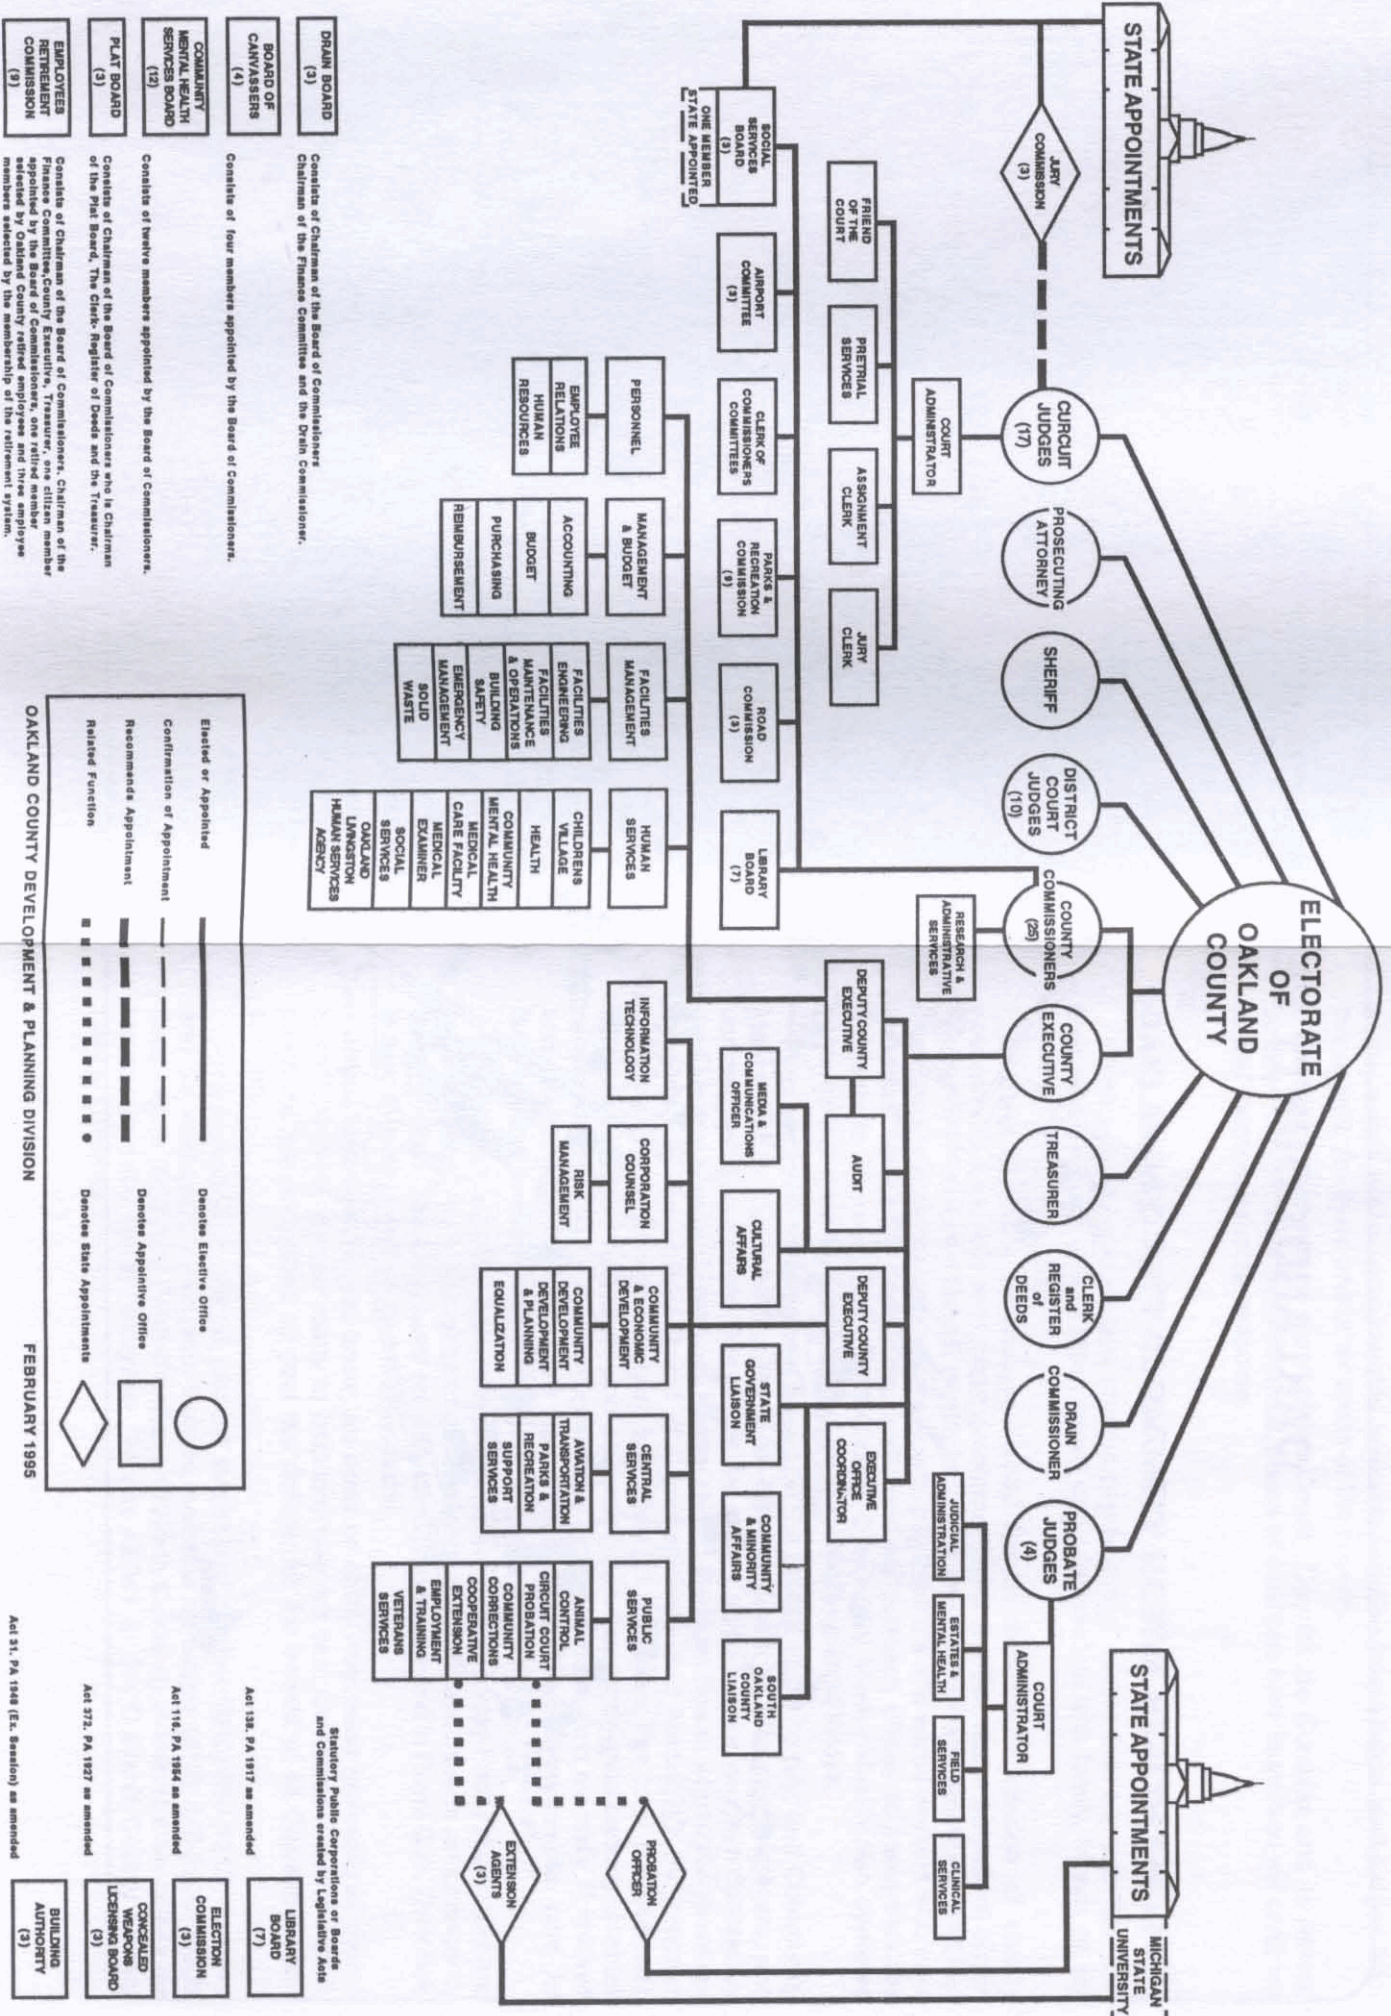 STATE APPOINTMENTS
ELECTORATE
OF
OAKLAND
COUNTY
STATE APPOINTMENTS
MICHIGAN
STATE
UNIVERSITY
JURY
COMMISSION
(3)
CURCUIT
JUDGES
(17)
PROSECUTING
ATTORNEY
SHERIFF
DISTRICT
COURT
JUDGES
(10)
COUNTY
COMMISSIONERS
(25)
COUNTY
EXECUTIVE
TREASURER
CLERK
and
REGISTER
of
DEEDS
DRAIN
COMMISSIONER
PROBATE
JUDGES
(4)
COURT
ADMINISTRATOR
COURT
ADMINISTRATOR
RESEARCH &
ADMINISTRATIVE
SERVICES
JUDICIAL
ADMINISTRATION
ESTATES &
MENTAL HEALTH
FIELD
SERVICES
CLINICAL
SERVICES
FRIEND
OF THE
COURT
PRETRIAL
SERVICES
ASSIGNMENT
CLERK
JURY
CLERK
DEPUTY COUNTY
EXECUTIVE
AUDIT
DEPUTY COUNTY
EXECUTIVE
EXECUTIVE
OFFICE
COORDINATOR
SOCIAL
SERVICES
BOARD
(3)
ONE MEMBER
STATE APPOINTED
AIRPORT
COMMITTEE
(3)
CLERK OF
COMMISSIONERS
COMMITTEES
PARKS &
RECREATION
COMMISSION
(9)
ROAD
COMMISSION
(3)
LIBRARY
BOARD
(7)
MEDIA &
COMMUNICATIONS
OFFICER
CULTURAL
AFFAIRS
STATE
GOVERNMENT
LIAISON
COMMUNITY
& MINORITY
AFFAIRS
SOUTH
OAKLAND
COUNTY
LIAISON
PERSONNEL
EMPLOYEE
RELATIONS
HUMAN
RESOURCES
MANAGEMENT
& BUDGET
ACCOUNTING
BUDGET
PURCHASING
REIMBURSEMENT
FACILITIES
MANAGEMENT
FACILITIES
ENGINEERING
FACILITIES
MAINTENANCE
& OPERATIONS
BUILDING
SAFETY
EMERGENCY
MANAGEMENT
SOLID
WASTE
HUMAN
SERVICES
CHILDRENS
VILLAGE
HEALTH
COMMUNITY
MENTAL HEALTH
MEDICAL
CARE FACILITY
MEDICAL
EXAMINER
SOCIAL
SERVICES
OAKLAND
LIVINGSTON
HUMAN SERVICES
AGENCY
INFORMATION
TECHNOLOGY
CORPORATION
COUNSEL
RISK
MANAGEMENT
COMMUNITY
& ECONOMIC
DEVELOPMENT
COMMUNITY
DEVELOPMENT
DEVELOPMENT
& PLANNING
EQUALIZATION
CENTRAL
SERVICES
AVIATION &
TRANSPORTATION
PARKS &
RECREATION
SUPPORT
SERVICES
PUBLIC
SERVICES
ANIMAL
CONTROL
CIRCUIT COURT
PROBATION
COMMUNITY
CORRECTIONS
COOPERATIVE
EXTENSION
EMPLOYMENT
& TRAINING
VETERANS
SERVICES
PROBATION
OFFICER
EXTENSION
AGENTS
(3)
DRAIN BOARD
(3)
Consists of Chairman of the Board of Commissioners
Chairman of the Finance Committee and the Drain Commissioner.
BOARD OF
CANVASSERS
(4)
Consists of four members appointed by the Board of Commissioners.
COMMUNITY
MENTAL HEALTH
SERVICES BOARD
(12)
Consists of twelve members appointed by the Board of Commissioners.
PLAT BOARD
(3)
Consists of Chairman of the Board of Commissioners who is Chairman
of the Plat Board, The Clerk- Register of Deeds and the Treasurer.
EMPLOYEES
RETIREMENT
COMMISSION
(9)
Consists of Chairman of the Board of Commissioners, Chairman of the
Finance Committee,County Executive, Treasurer, one citizen member
appointed by the Board of Commissioners, one retired member
selected by Oakland County retired employees and three employee
members selected by the membership of the retirement system.
Elected or Appointed
Confirmation of Appointment
Recommends Appointment
Related Function
Denotes Elective Office
Denotes Appointive Office
Denotes State Appointments
OAKLAND COUNTY DEVELOPMENT & PLANNING DIVISION
FEBRUARY 1995
Statutory Public Corporations or Boards
and Commissions created by Legislative Acts
Act 138, PA 1917 as amended
LIBRARY
BOARD
(7)
Act 116, PA 1954 as amended
ELECTION
COMMISSION
(3)
Act 372, PA 1927 as amended
CONCEALED
WEAPONS
LICENSING BOARD
(3)
Act 31, PA 1948 (Ex. Session) as amended
BUILDING
AUTHORITY
(3)